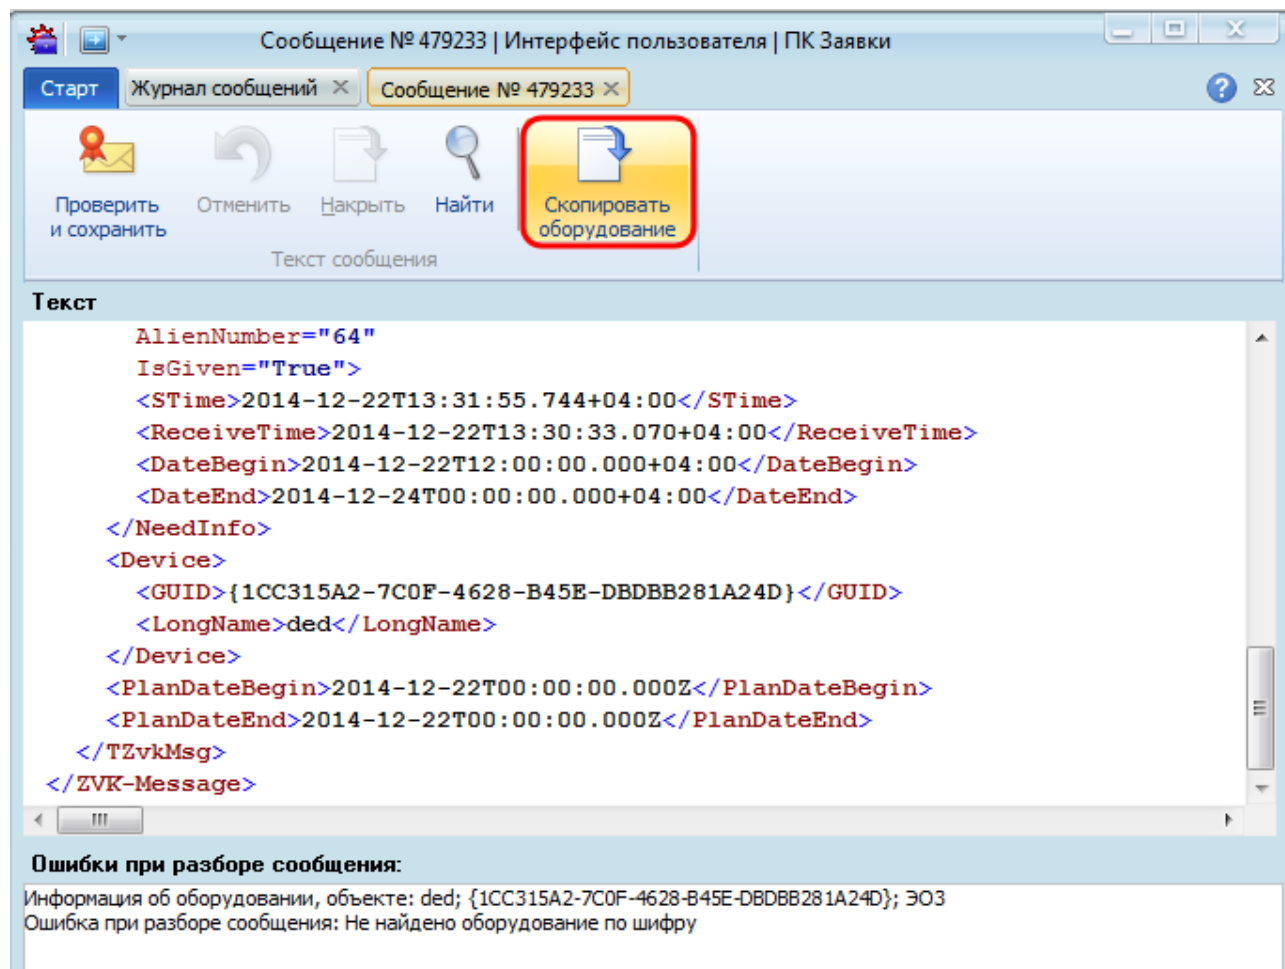 Сообщение № 479233 | Интерфейс пользователя | ПК Заявки
Старт Журнал сообщений Сообщение № 479233
Проверить и сохранить
Отменить
Накрыть
Найти
Скопировать оборудование
Текст сообщения
Текст
AlienNumber="64"
IsGiven="True">
<STime>2014-12-22T13:31:55.744+04:00</STime>
<ReceiveTime>2014-12-22T13:30:33.070+04:00</ReceiveTime>
<DateBegin>2014-12-22T12:00:00.000+04:00</DateBegin>
<DateEnd>2014-12-24T00:00:00.000+04:00</DateEnd>
</NeedInfo>
<Device>
<GUID>{1CC315A2-7C0F-4628-B45E-DBDBB281A24D}</GUID>
<LongName>ded</LongName>
</Device>
<PlanDateBegin>2014-12-22T00:00:00.000Z</PlanDateBegin>
<PlanDateEnd>2014-12-22T00:00:00.000Z</PlanDateEnd>
</TZvkMsg>
</ZVK-Message>
Ошибки при разборе сообщения:
Информация об оборудовании, объекте: ded; {1CC315A2-7C0F-4628-B45E-DBDBB281A24D}; ЭОЗ
Ошибка при разборе сообщения: Не найдено оборудование по шифру